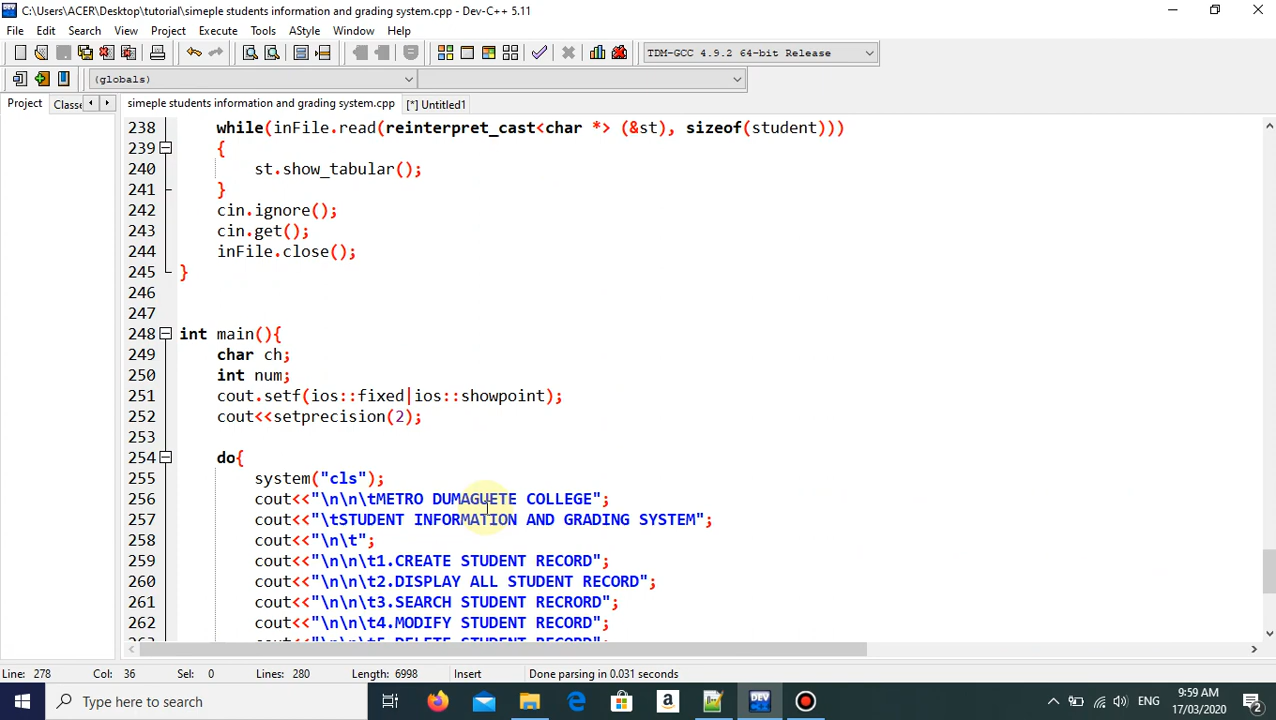 C:\Users\ACER\Desktop\tutorial\simeple students information and grading system.cpp - Dev-C++ 5.11
File Edit Search View Project Execute Tools AStyle Window Help
TDM-GCC 4.9.2 64-bit Release
(globals)
Project Classe simeple students information and grading system.cpp [*] Untitled1
238 while(inFile.read(reinterpret_cast<char *> (&st), sizeof(student)))
239 {
240 st.show_tabular();
241 }
242 cin.ignore();
243 cin.get();
244 inFile.close();
245 }
246
247
248 int main(){
249 char ch;
250 int num;
251 cout.setf(ios::fixed|ios::showpoint);
252 cout<<setprecision(2);
253
254 do{
255 system("cls");
256 cout<<"\n\n\tMETRO DUMAGUETE COLLEGE";
257 cout<<"\tSTUDENT INFORMATION AND GRADING SYSTEM";
258 cout<<"\n\t";
259 cout<<"\n\n\t1.CREATE STUDENT RECORD";
260 cout<<"\n\n\t2.DISPLAY ALL STUDENT RECORD";
261 cout<<"\n\n\t3.SEARCH STUDENT RECRORD";
262 cout<<"\n\n\t4.MODIFY STUDENT RECORD";
263 cout<<"\n\n\t5.DELETE STUDENT RECORD";
Line: 278 Col: 36 Sel: 0 Lines: 280 Length: 6998 Insert Done parsing in 0.031 seconds
Type here to search
ENG
9:59 AM
17/03/2020
2